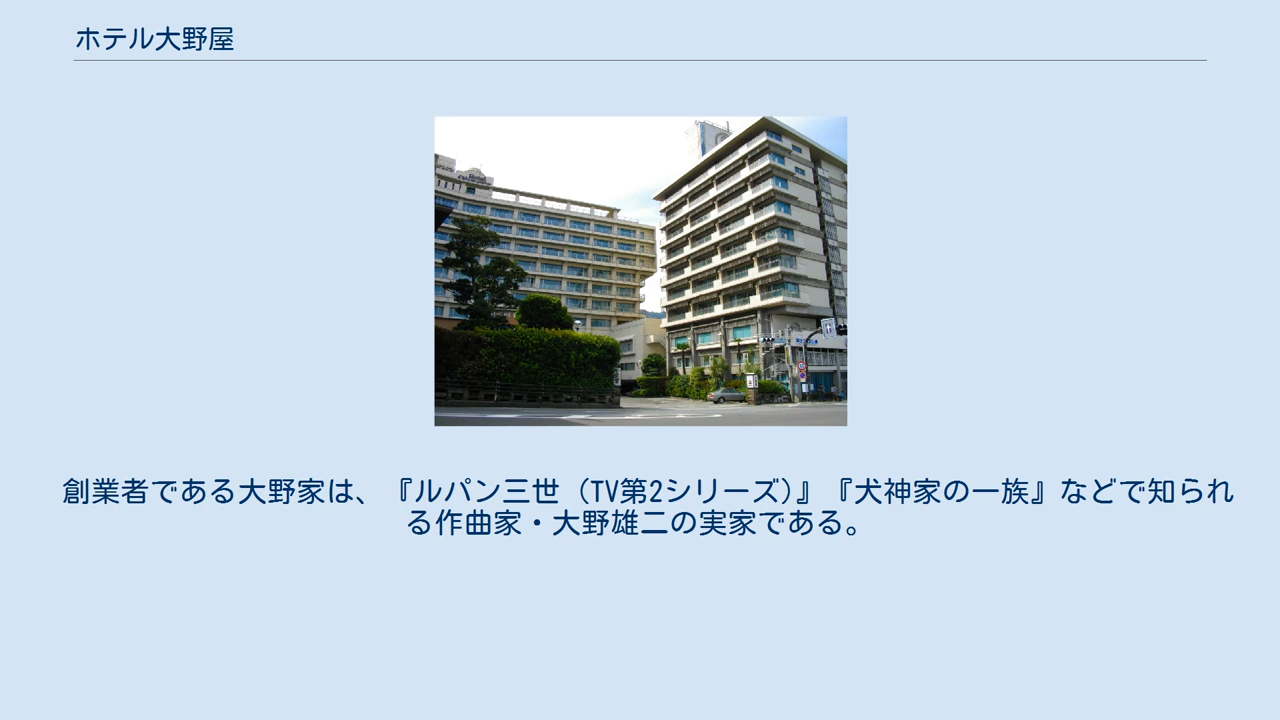 ホテル大野屋
創業者である大野家は、『ルパン三世（TV第2シリーズ）』『犬神家の一族』などで知られ
る作曲家・大野雄二の実家である。